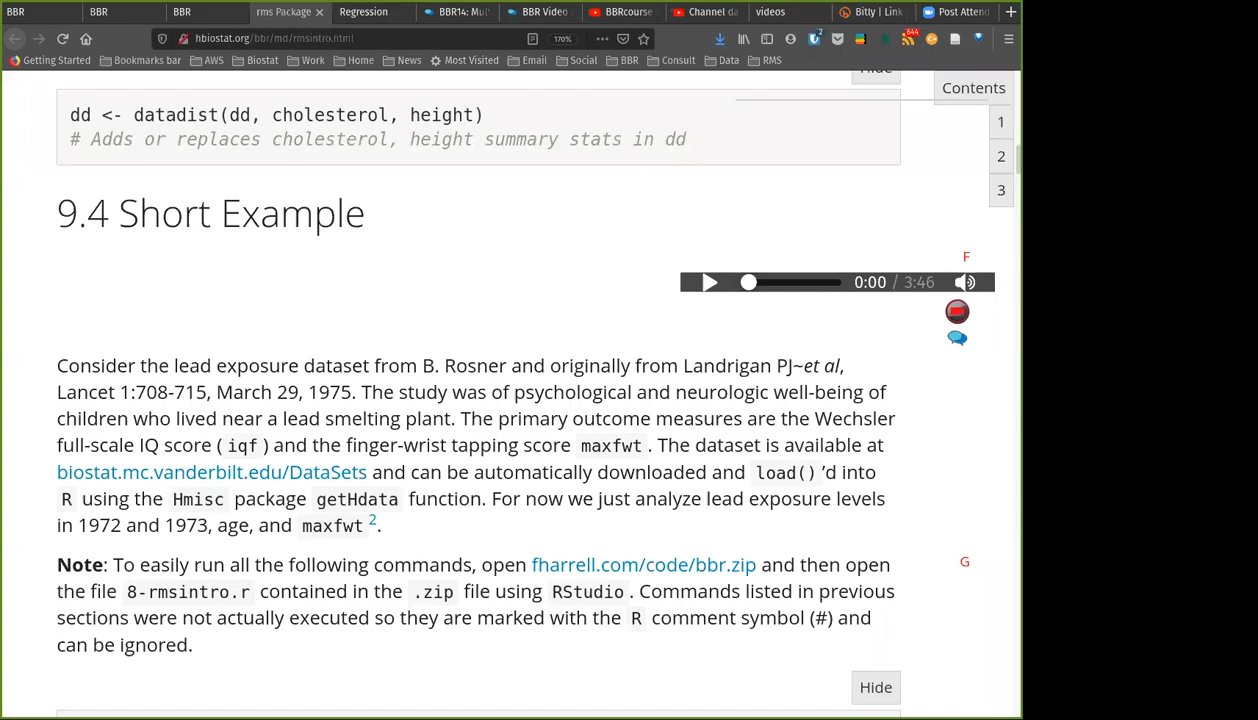 BBR
BBR
BBR
rms Package
Regression
BBR14: Mul
BBR Video
BBRcourse
Channel da
videos
Bitty | Link
Post Attend
hbiostat.org/bbr/md/rmsintro.html
170%
644
Getting Started
Bookmarks bar
AWS
Biostat
Work
Home
News
Most Visited
Email
Social
BBR
Consult
Data
RMS
Hide
Contents
1
2
3
dd <- datadist(dd, cholesterol, height)
# Adds or replaces cholesterol, height summary stats in dd
9.4 Short Example
F
0:00 / 3:46
Consider the lead exposure dataset from B. Rosner and originally from Landrigan PJ~et al,
Lancet 1:708-715, March 29, 1975. The study was of psychological and neurologic well-being of
children who lived near a lead smelting plant. The primary outcome measures are the Wechsler
full-scale IQ score ( iqf ) and the finger-wrist tapping score maxfwt . The dataset is available at
biostat.mc.vanderbilt.edu/DataSets and can be automatically downloaded and load() 'd into
R using the Hmisc package getHdata function. For now we just analyze lead exposure levels
in 1972 and 1973, age, and maxfwt 2.
Note: To easily run all the following commands, open fharrell.com/code/bbr.zip and then open
G
the file 8-rmsintro.r contained in the .zip file using RStudio . Commands listed in previous
sections were not actually executed so they are marked with the R comment symbol (#) and
can be ignored.
Hide